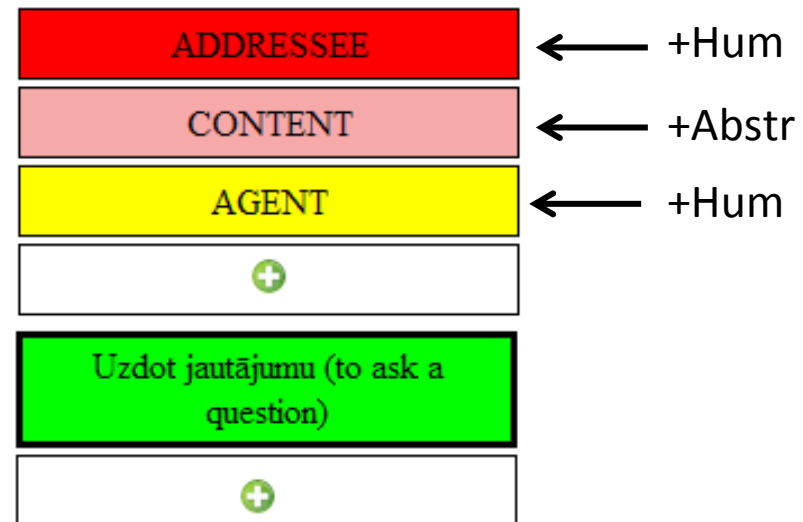 ADDRESSEE
+Hum
CONTENT
+Abstr
AGENT
+Hum
Uzdot jautājumu (to ask a
question)